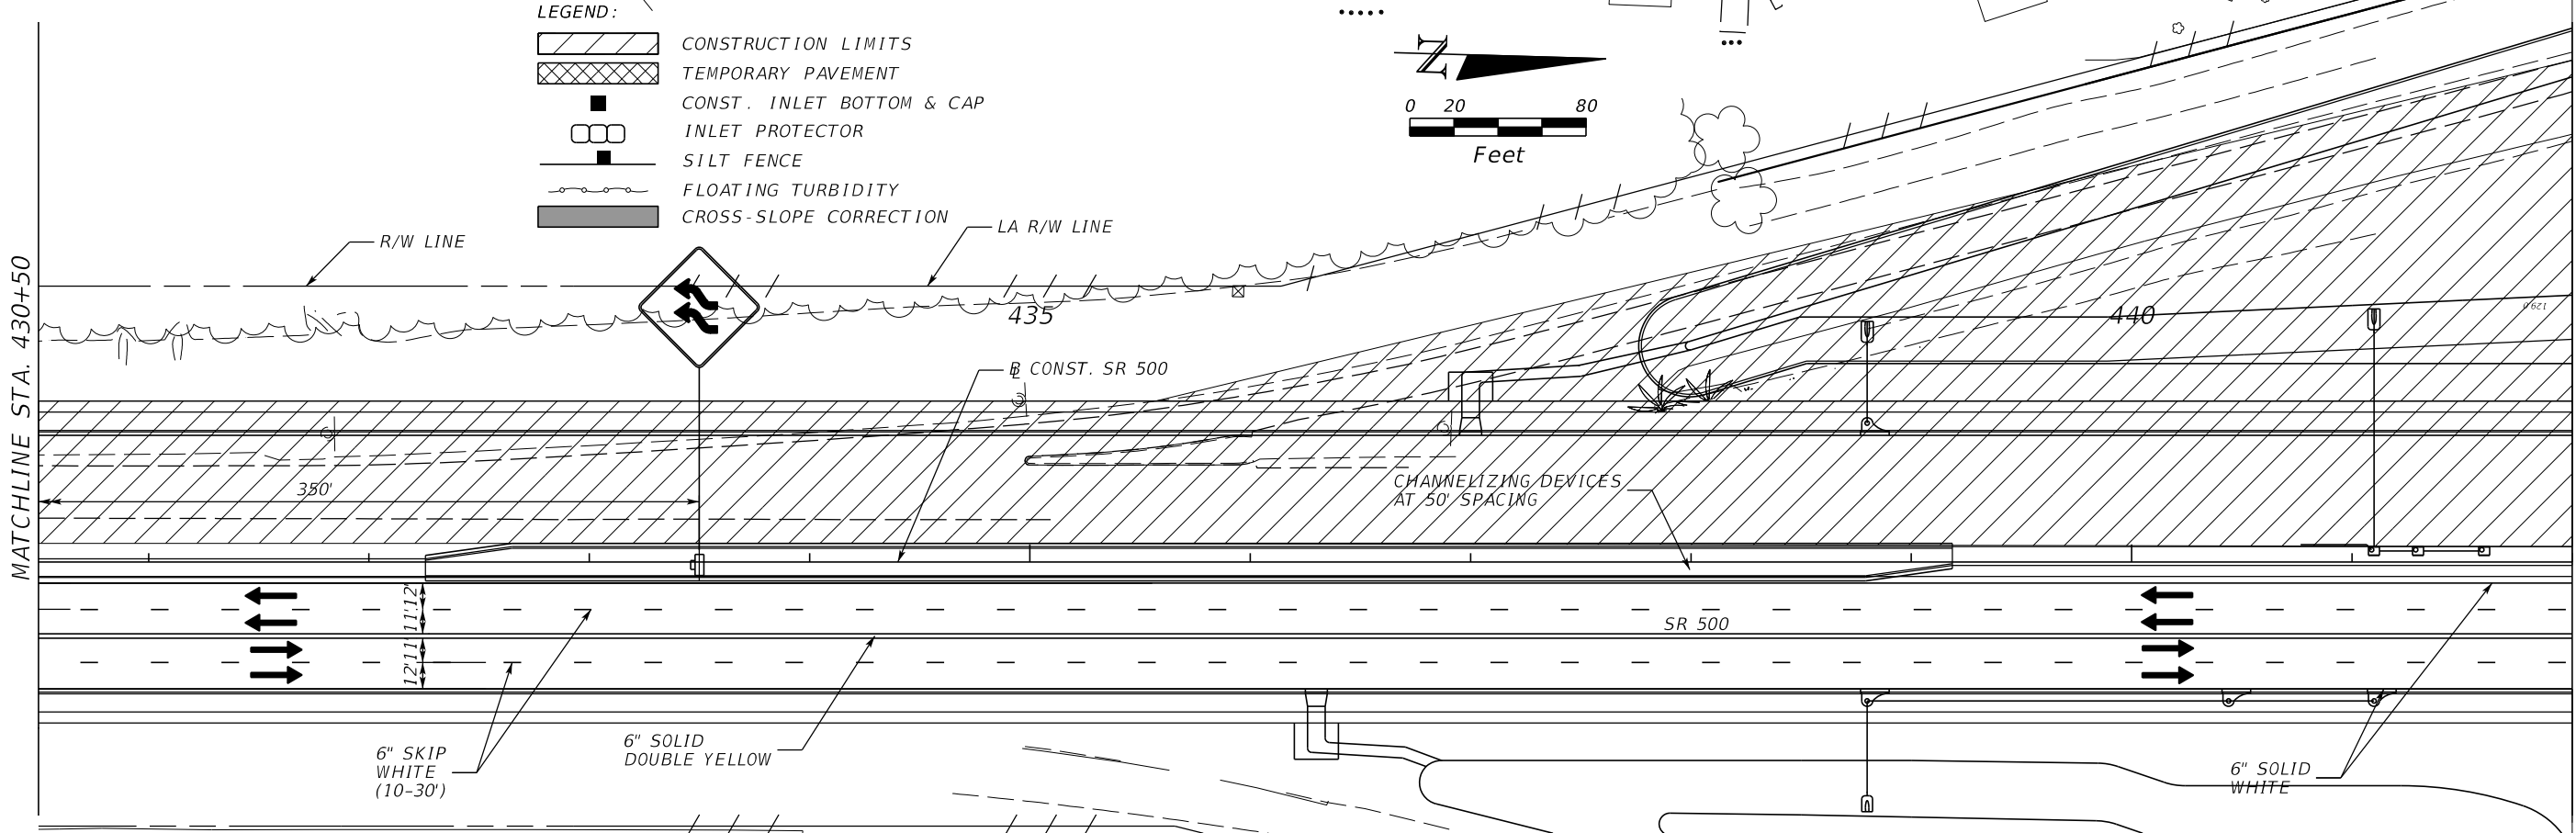 LEGEND:
CONSTRUCTION LIMITS
TEMPORARY PAVEMENT
CONST. INLET BOTTOM & CAP
INLET PROTECTOR
SILT FENCE
FLOATING TURBIDITY
CROSS-SLOPE CORRECTION
N
0 20 80
Feet
R/W LINE
LA R/W LINE
MATCHLINE STA. 430+50
435
440
129.0
℄ CONST. SR 500
350'
CHANNELIZING DEVICES
AT 50' SPACING
12'
11'
11'
12'
SR 500
6" SKIP
WHITE
(10-30')
6" SOLID
DOUBLE YELLOW
6" SOLID
WHITE